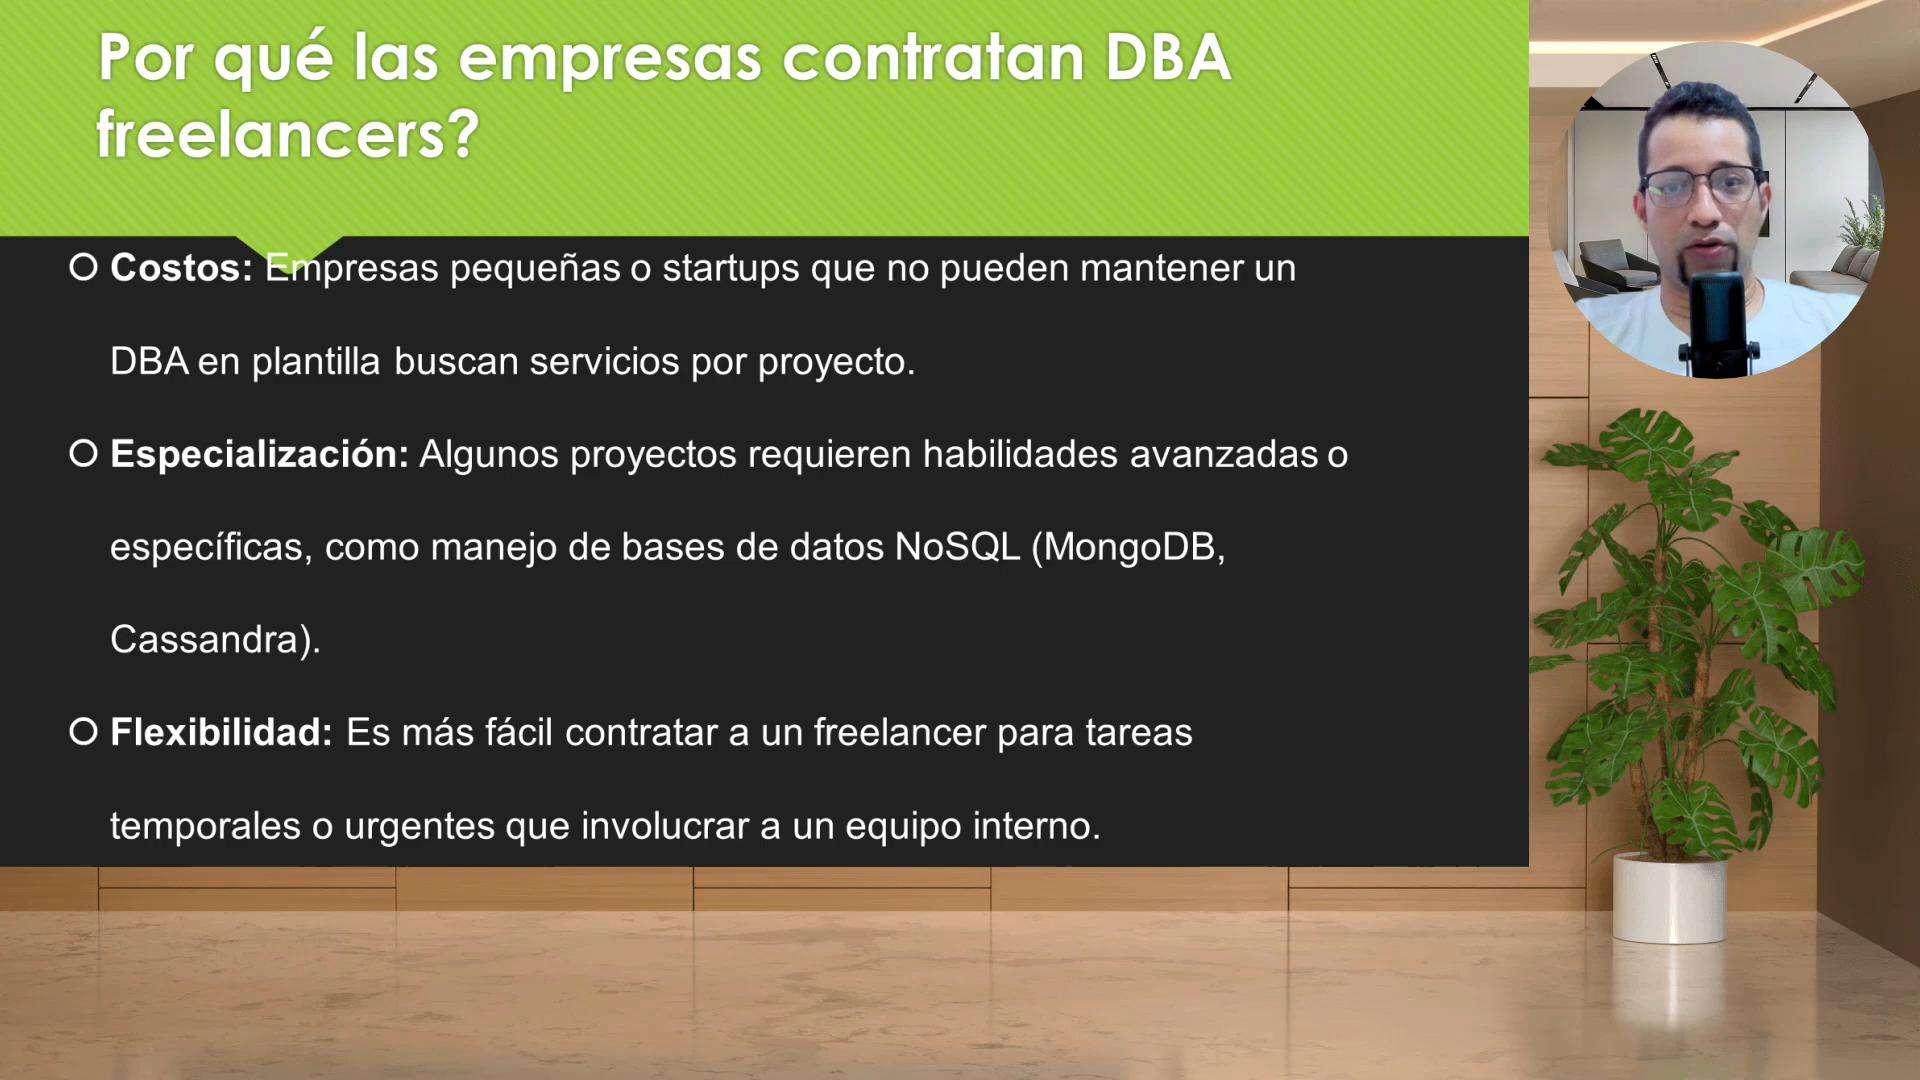 Por qué las empresas contratan DBA
freelancers?
Costos: Empresas pequeñas o startups que no pueden mantener un
DBA en plantilla buscan servicios por proyecto.
Especialización: Algunos proyectos requieren habilidades avanzadas o
específicas, como manejo de bases de datos NoSQL (MongoDB,
Cassandra).
Flexibilidad: Es más fácil contratar a un freelancer para tareas
temporales o urgentes que involucrar a un equipo interno.